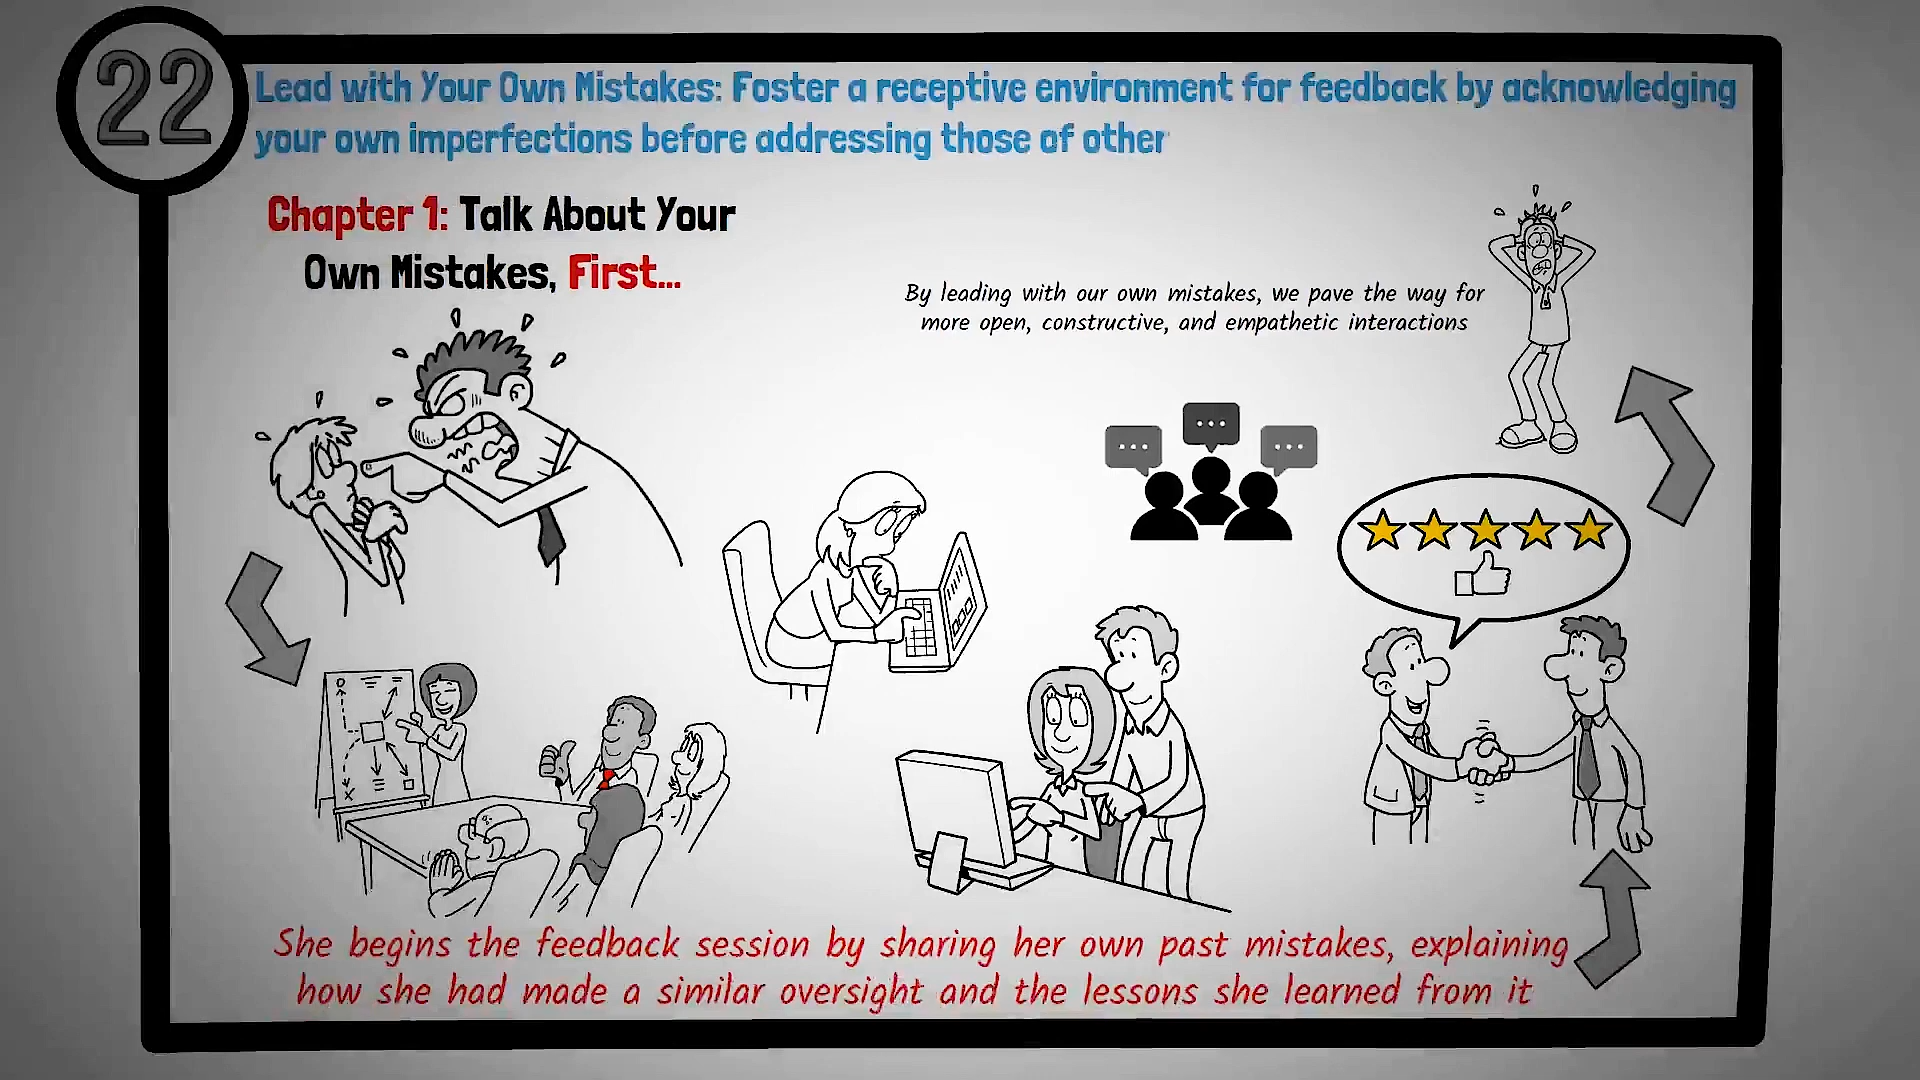 22
Lead with Your Own Mistakes: Foster a receptive environment for feedback by acknowledging
your own imperfections before addressing those of other
Chapter 1: Talk About Your
Own Mistakes, First...
By leading with our own mistakes, we pave the way for
more open, constructive, and empathetic interactions
She begins the feedback session by sharing her own past mistakes, explaining
how she had made a similar oversight and the lessons she learned from it